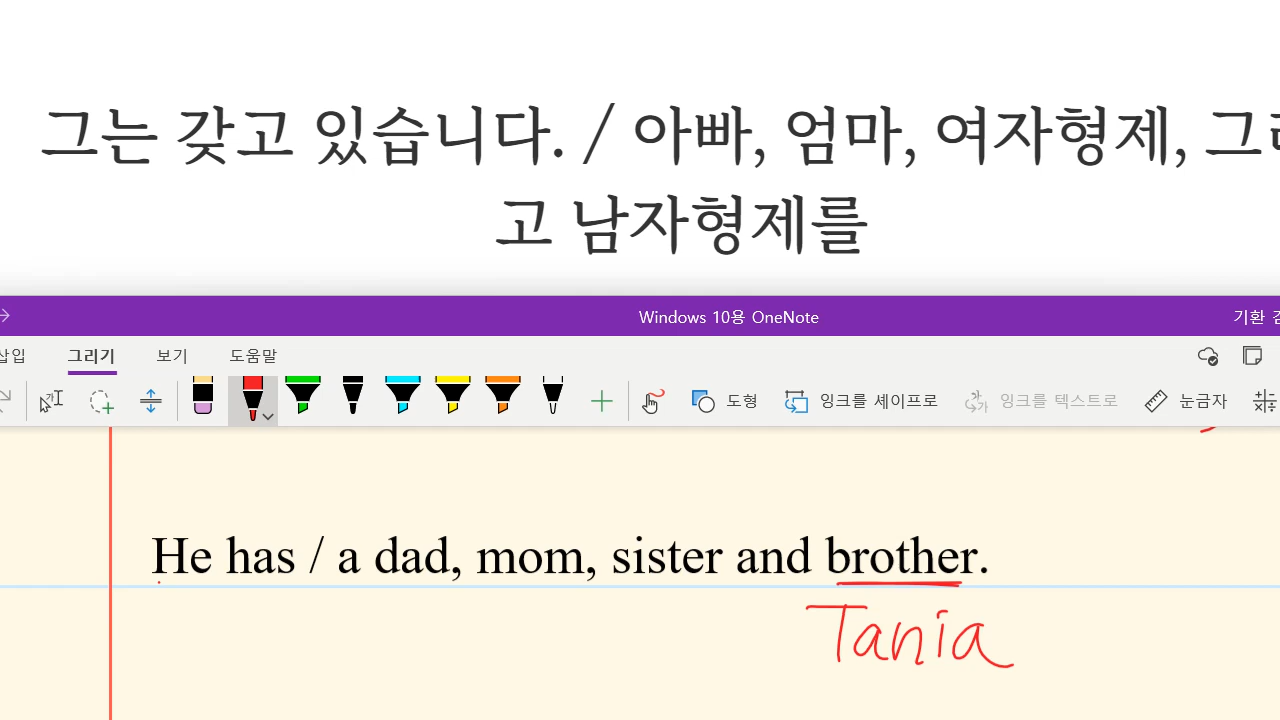 그는 갖고 있습니다. / 아빠, 엄마, 여자형제, 그리
고 남자형제를
Windows 10용 OneNote
기환
삽입 그리기 보기 도움말
도형 잉크를 셰이프로 잉크를 텍스트로 눈금자
He has / a dad, mom, sister and brother.
Tania